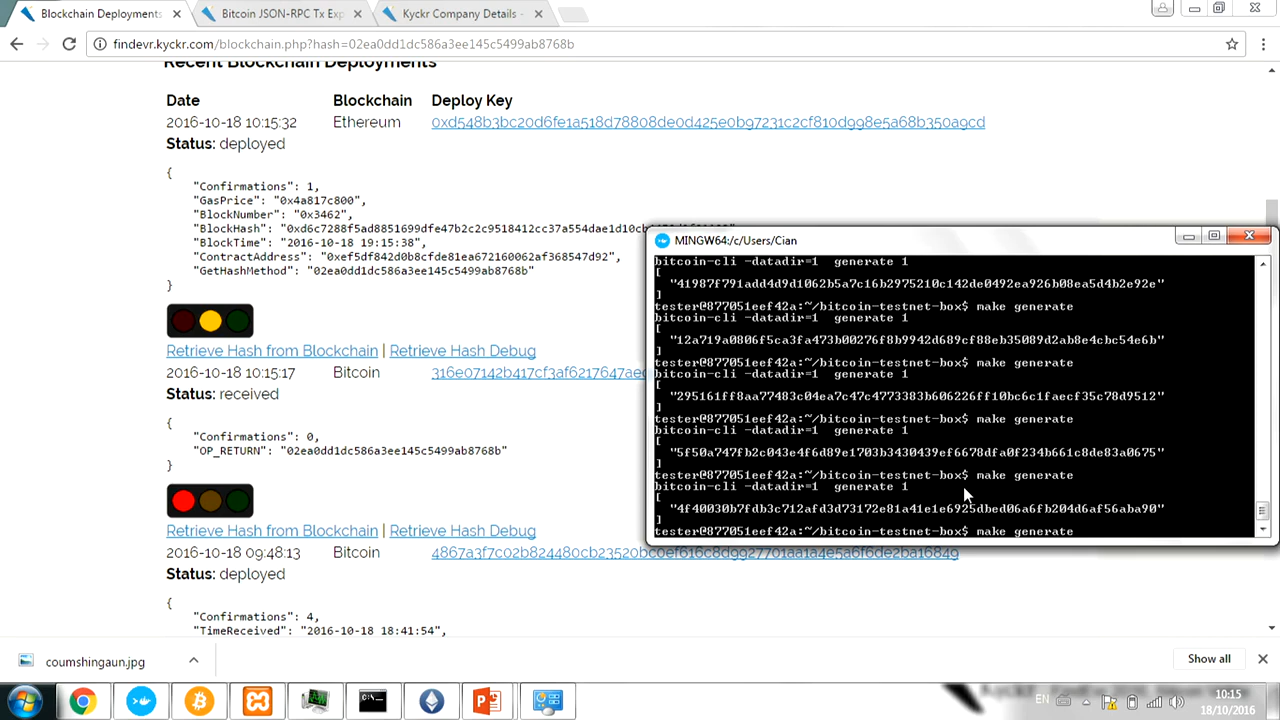 Blockchain Deployments
Bitcoin JSON-RPC Tx Exp
Kyckr Company Details -
findevr.kyckr.com/blockchain.php?hash=02ea0dd1dc586a3ee145c5499ab8768b
Recent Blockchain Deployments
Date Blockchain Deploy Key
2016-10-18 10:15:32 Ethereum 0xd548b3bc20d6fe1a518d78808de0d425e0b97231c2cf810d998e5a68b350a9cd
Status: deployed
{
"Confirmations": 1,
"GasPrice": "0x4a817c800",
"BlockNumber": "0x3462",
"BlockHash": "0xd6c7288f5ad8851699dfe47b2c2c9518412cc37a554dae1d10cb
"BlockTime": "2016-10-18 19:15:38",
"ContractAddress": "0xef5df842d0b8cfde81ea672160062af368547d92",
"GetHashMethod": "02ea0dd1dc586a3ee145c5499ab8768b"
}
Retrieve Hash from Blockchain | Retrieve Hash Debug
2016-10-18 10:15:17 Bitcoin 316e07142b417cf3af6217647ae
Status: received
{
"Confirmations": 0,
"OP_RETURN": "02ea0dd1dc586a3ee145c5499ab8768b"
}
Retrieve Hash from Blockchain | Retrieve Hash Debug
2016-10-18 09:48:13 Bitcoin 4867a3f7c02b824480cb23520bc0ef616c8d9927701aa1a4e5a6f6de2ba16849
Status: deployed
{
"Confirmations": 4,
"TimeReceived": "2016-10-18 18:41:54",
MINGW64:/c/Users/Cian
bitcoin-cli -datadir=1 generate 1
[
"41987f791add4d9d1062b5a7c16b2975210c142de0492ea926b08ea5d4b2e92e"
]
tester@877051eef42a:~/bitcoin-testnet-box$ make generate
bitcoin-cli -datadir=1 generate 1
[
"12a719a0806f5ca3fa473b00276f8b9942d689cf88eb35089d2ab8e4cbc54e6b"
]
tester@877051eef42a:~/bitcoin-testnet-box$ make generate
bitcoin-cli -datadir=1 generate 1
[
"295161ff8aa77483c04ea7c47c4773383b606226ff10bc6c1faecf35c78d9512"
]
tester@877051eef42a:~/bitcoin-testnet-box$ make generate
bitcoin-cli -datadir=1 generate 1
[
"5f50a747fb2c043e4f6d89e1703b3430439ef6678dfa0f234b661c8de83a0675"
]
tester@877051eef42a:~/bitcoin-testnet-box$ make generate
bitcoin-cli -datadir=1 generate 1
[
"4f40030b7fdb3c712afd3d73172e81a41e1e6925dbed06a6fb204d6af56aba90"
]
tester@877051eef42a:~/bitcoin-testnet-box$ make generate
coumshingaun.jpg
Show all
EN
10:15
18/10/2016